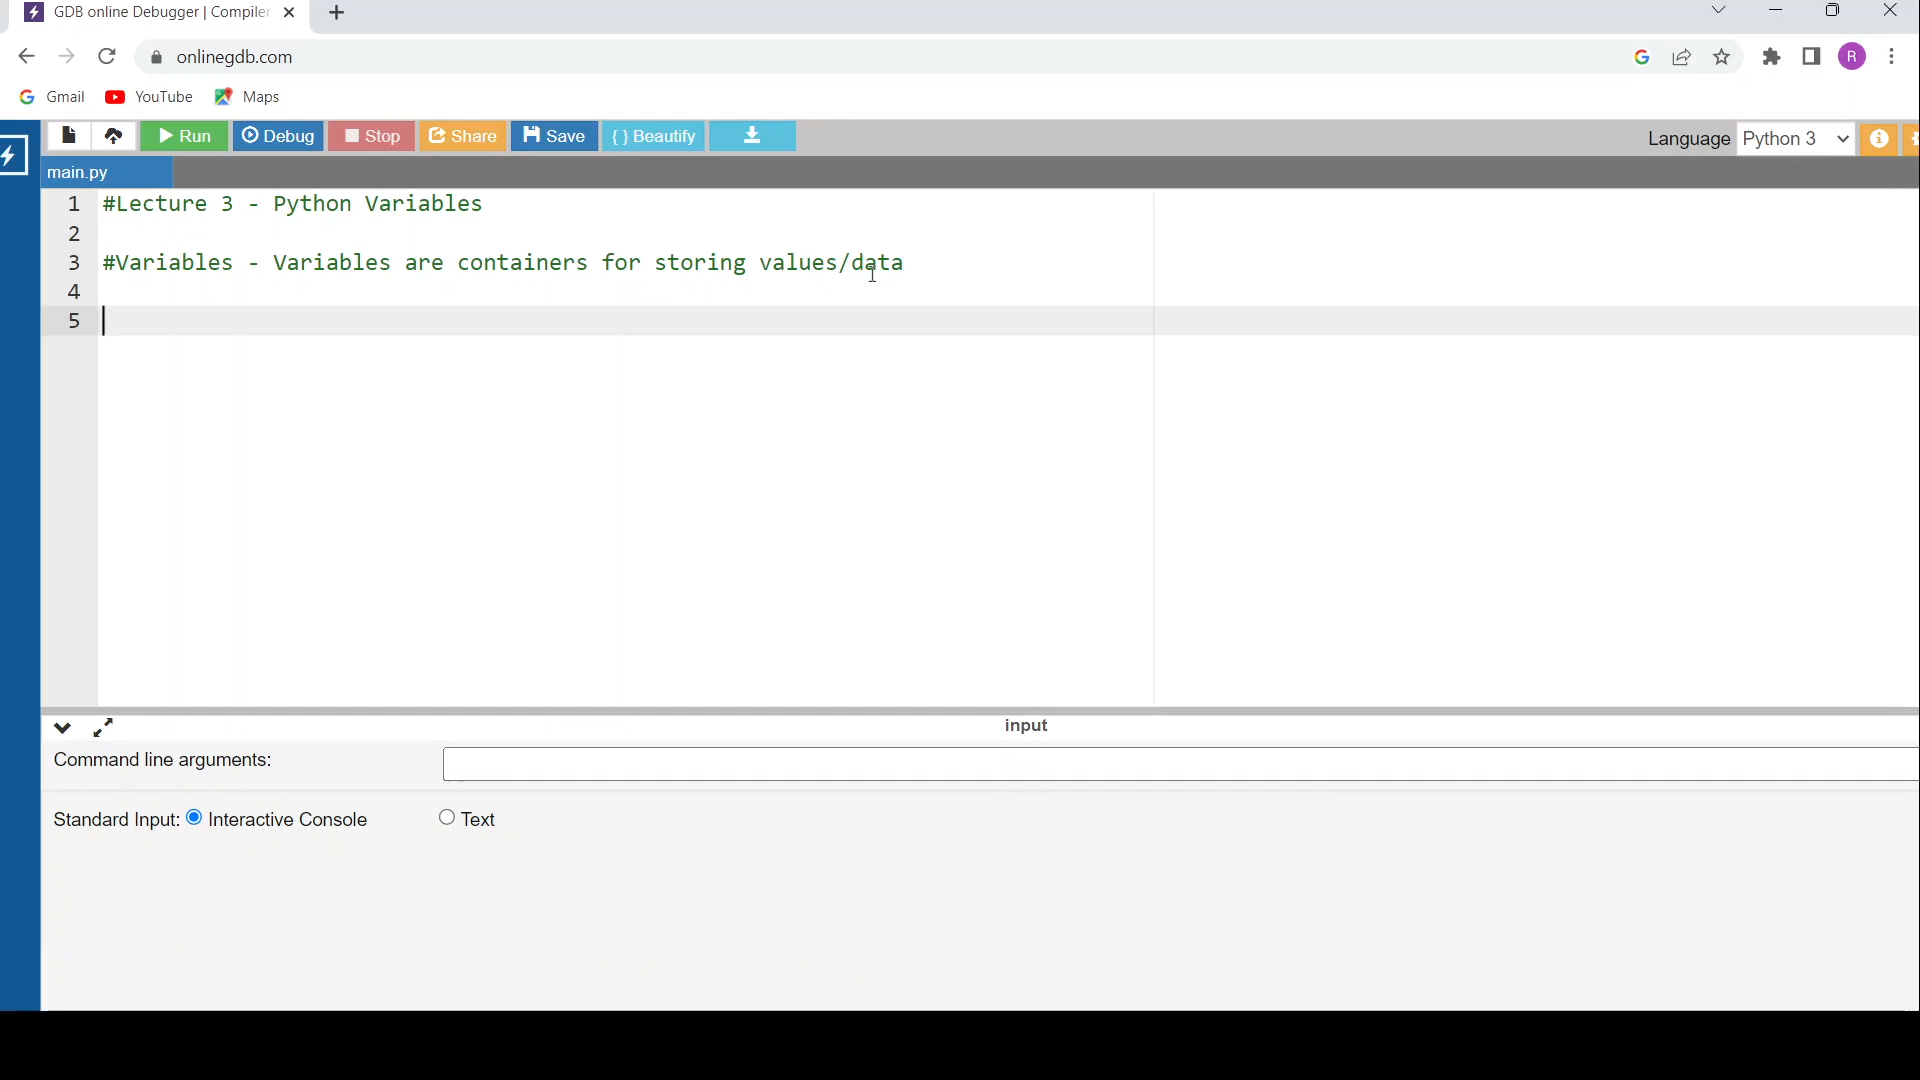 GDB online Debugger | Compiler
onlinegdb.com
R
Gmail YouTube Maps
Run Debug Stop Share Save { } Beautify Language Python 3
main.py
1 #Lecture 3 - Python Variables
2
3 #Variables - Variables are containers for storing values/data
4
5
input
Command line arguments:
Standard Input: Interactive Console Text